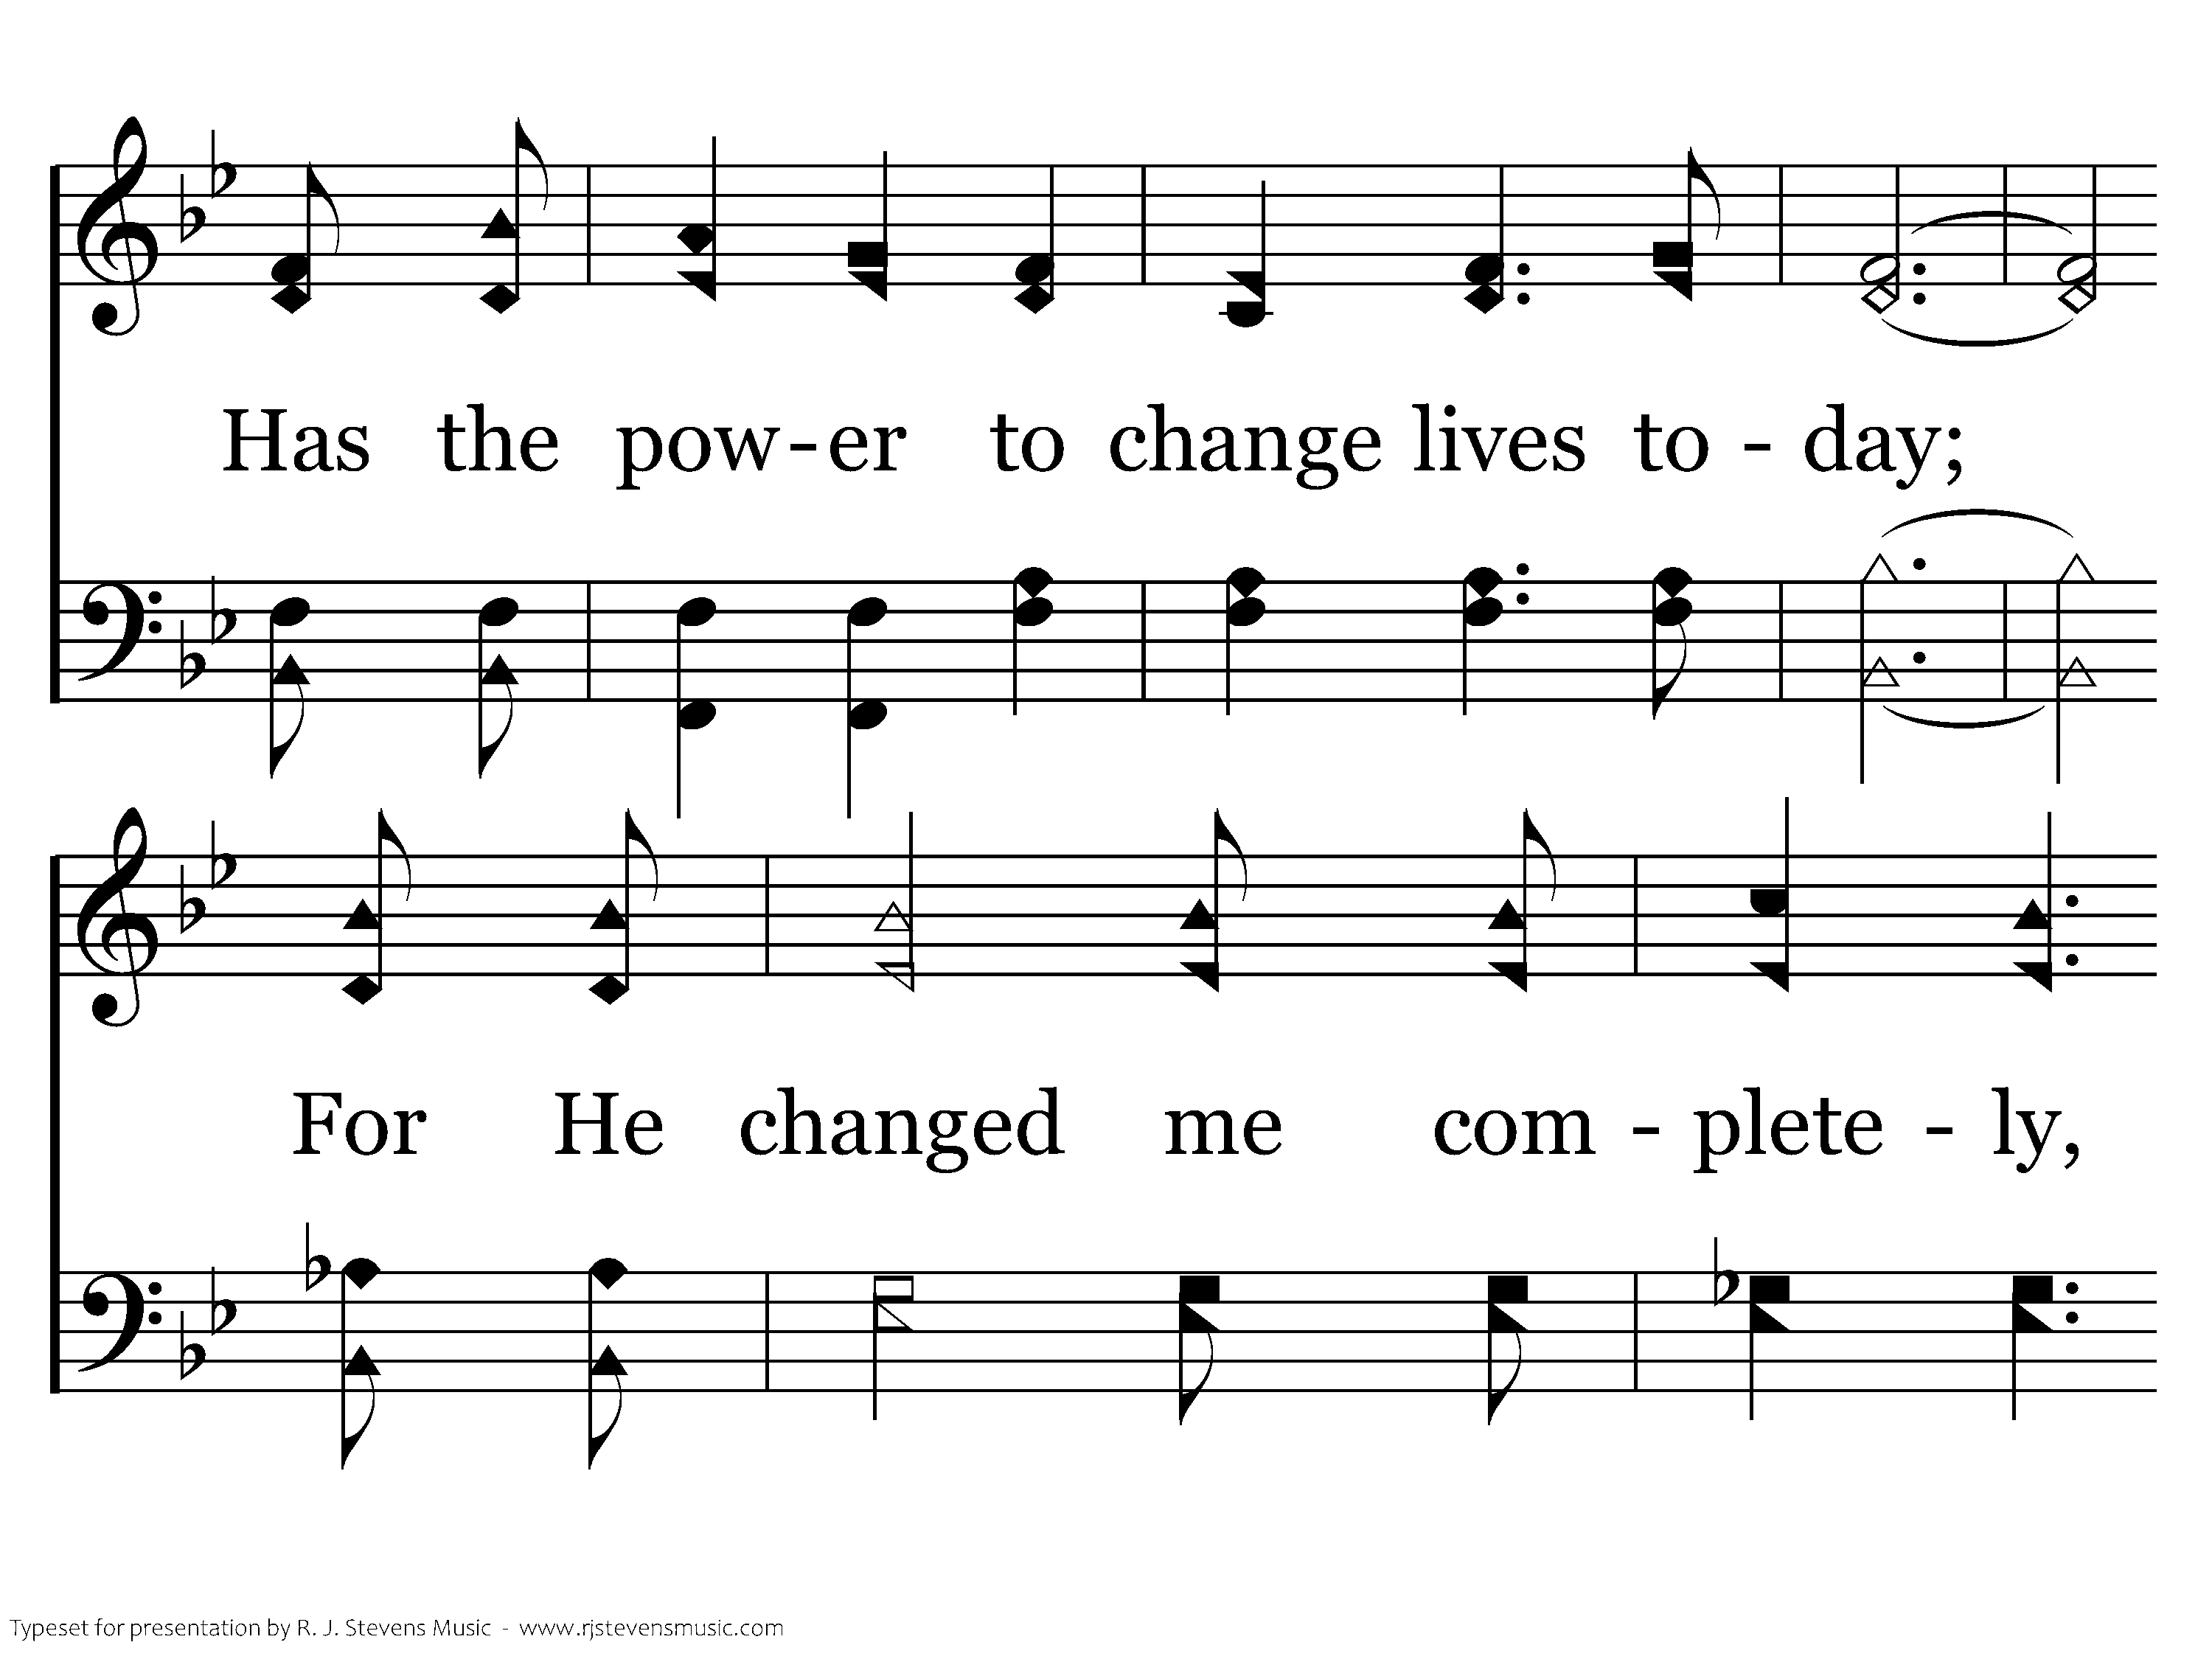 Has the pow-er to change lives to - day;
For He changed me com - plete - ly,
Typeset for presentation by R. J. Stevens Music - www.rjstevensmusic.com